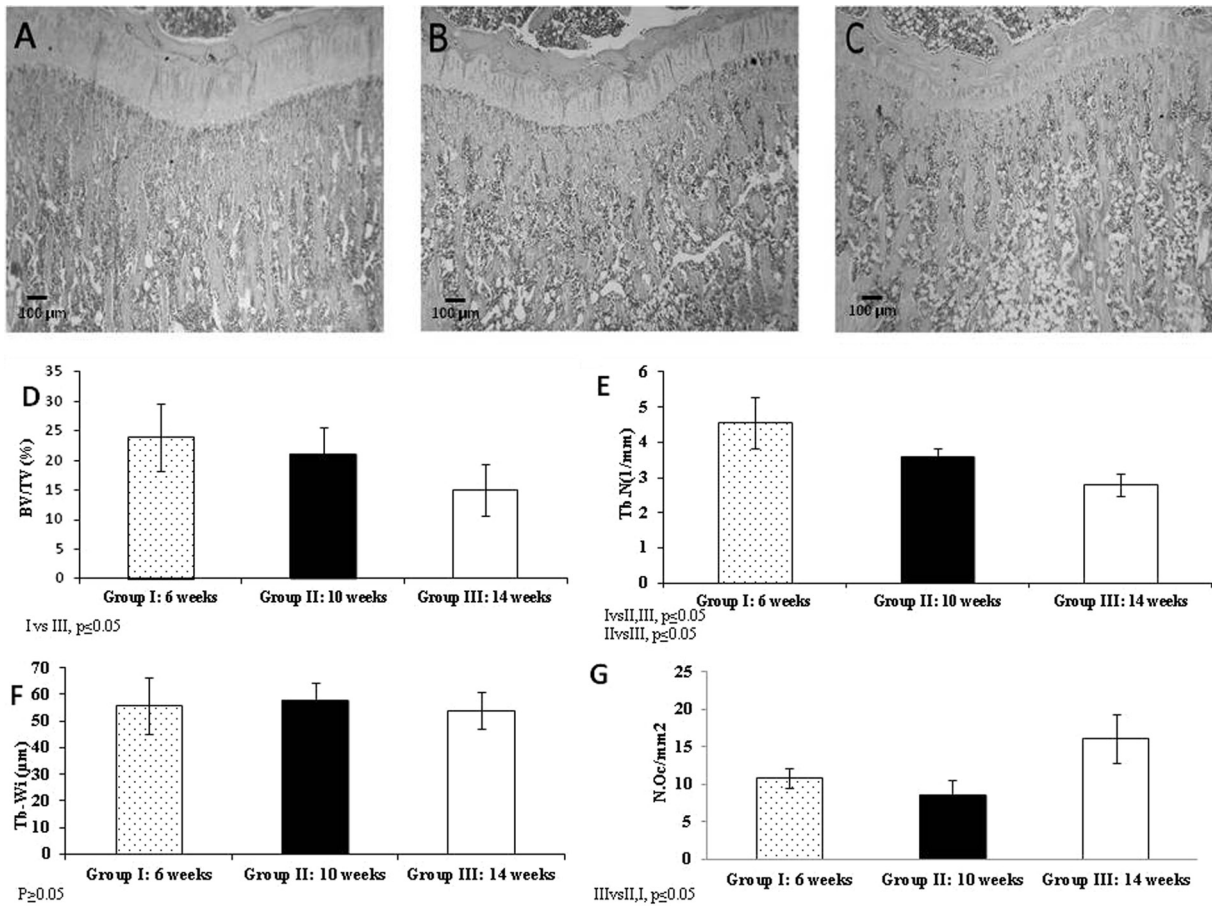 A
B
C
100 µm
100 µm
100 µm
D
BV/TV (%)
40
35
30
25
20
15
10
5
0
Group I: 6 weeks
Group II: 10 weeks
Group III: 14 weeks
I vs III, p≤0.05
E
Tb.N(1/mm)
6
5
4
3
2
1
0
Group I: 6 weeks
Group II: 10 weeks
Group III: 14 weeks
IvsII,III, p≤0.05
IIvsIII, p≤0.05
F
Tb-Wi (µm)
70
60
50
40
30
20
10
0
Group I: 6 weeks
Group II: 10 weeks
Group III: 14 weeks
P≥0.05
G
N.Oc/mm2
25
20
15
10
5
0
Group I: 6 weeks
Group II: 10 weeks
Group III: 14 weeks
IIIvsII,I, p≤0.05